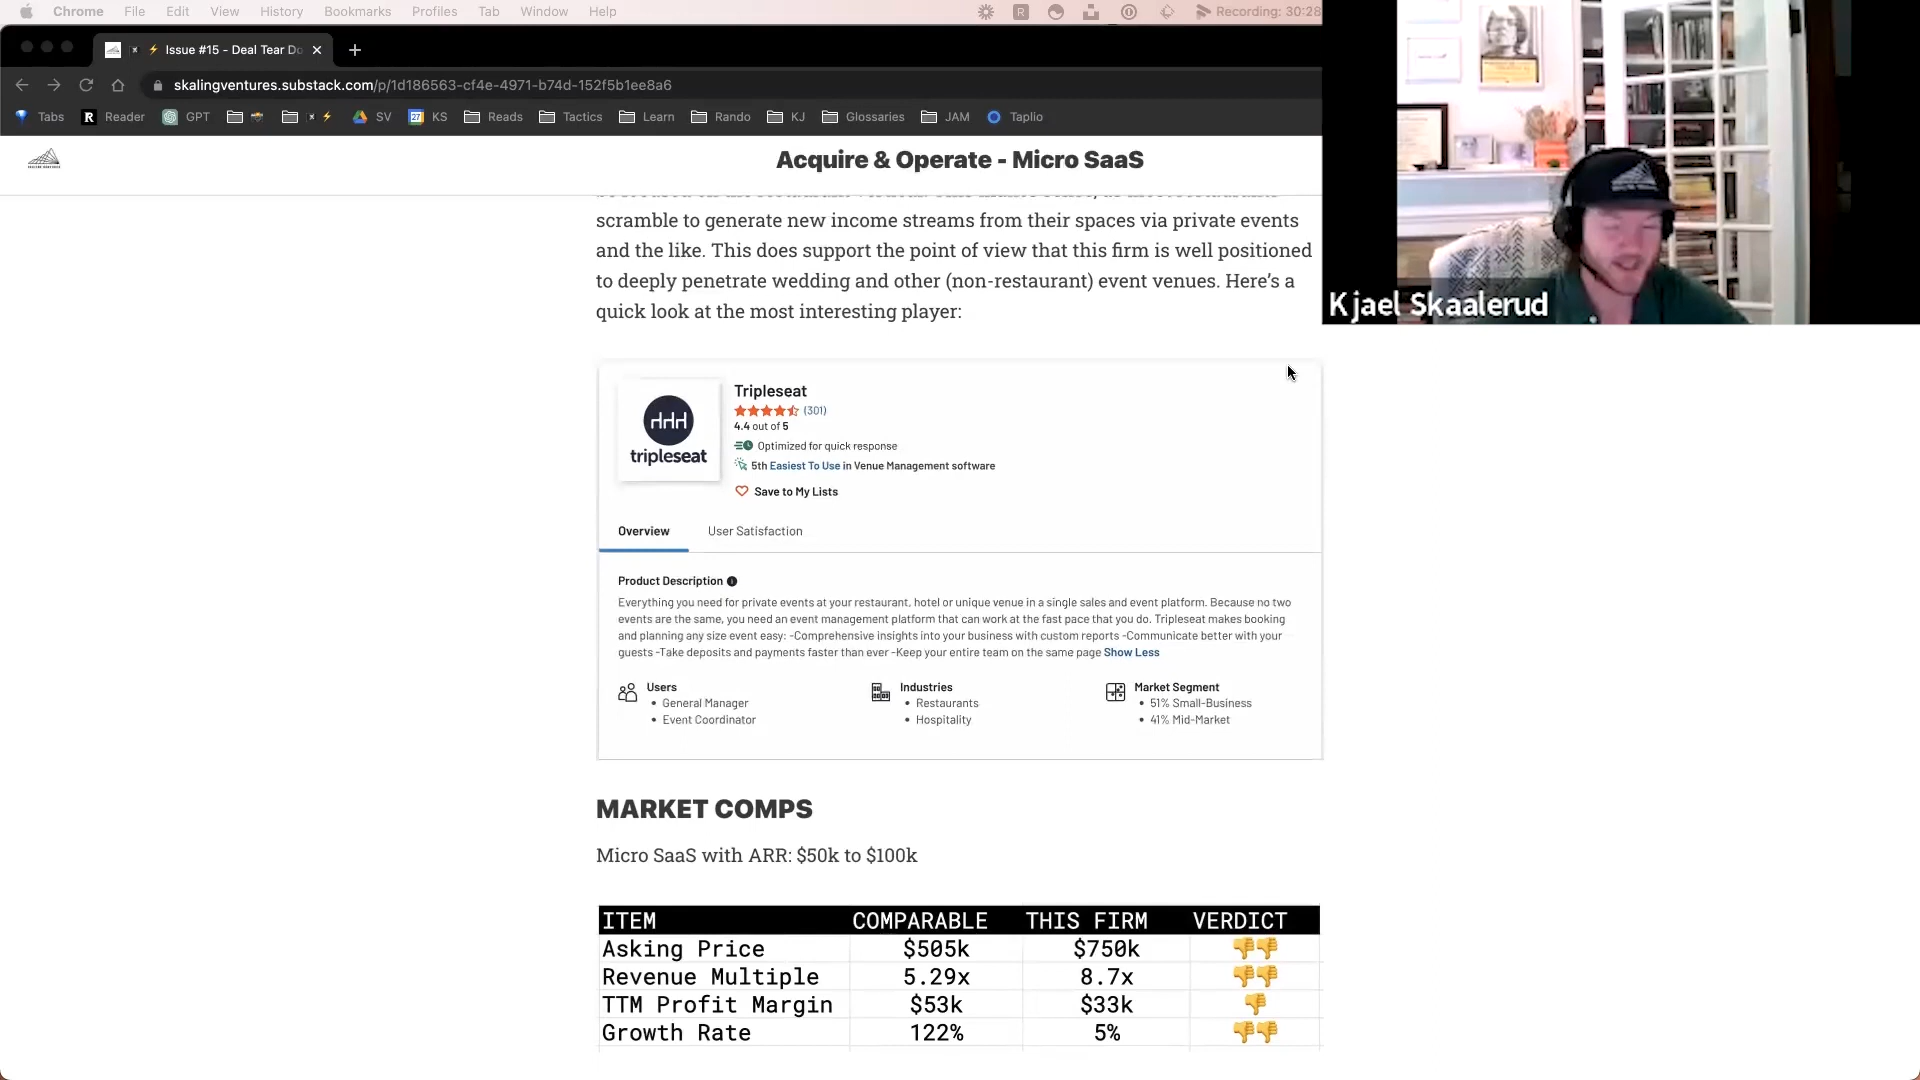 Chrome File Edit View History Bookmarks Profiles Tab Window Help
Recording: 30:28
Issue #15 - Deal Tear Do
skalingventures.substack.com/p/1d186563-cf4e-4971-b74d-152f5b1ee8a6
Tabs Reader GPT SV KS Reads Tactics Learn Rando KJ Glossaries JAM Taplio
Kjael Skaalerud
Acquire & Operate - Micro SaaS
scramble to generate new income streams from their spaces via private events
and the like. This does support the point of view that this firm is well positioned
to deeply penetrate wedding and other (non-restaurant) event venues. Here’s a
quick look at the most interesting player:
tripleseat
Tripleseat
(301)
4.4 out of 5
Optimized for quick response
5th Easiest To Use in Venue Management software
Save to My Lists
Overview User Satisfaction
Product Description
Everything you need for private events at your restaurant, hotel or unique venue in a single sales and event platform. Because no two
events are the same, you need an event management platform that can work at the fast pace that you do. Tripleseat makes booking
and planning any size event easy: -Comprehensive insights into your business with custom reports -Communicate better with your
guests -Take deposits and payments faster than ever -Keep your entire team on the same page Show Less
Users Industries Market Segment
• General Manager • Restaurants • 51% Small-Business
• Event Coordinator • Hospitality • 41% Mid-Market
MARKET COMPS
Micro SaaS with ARR: $50k to $100k
ITEM COMPARABLE THIS FIRM VERDICT
Asking Price $505k $750k 👎👎
Revenue Multiple 5.29x 8.7x 👎👎
TTM Profit Margin $53k $33k 👎
Growth Rate 122% 5% 👎👎